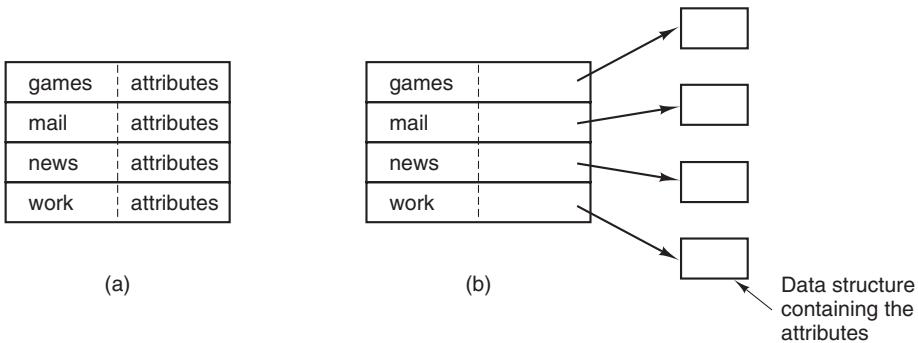 games attributes
mail attributes
news attributes
work attributes
(a)
games
mail
news
work
(b)
Data structure
containing the
attributes